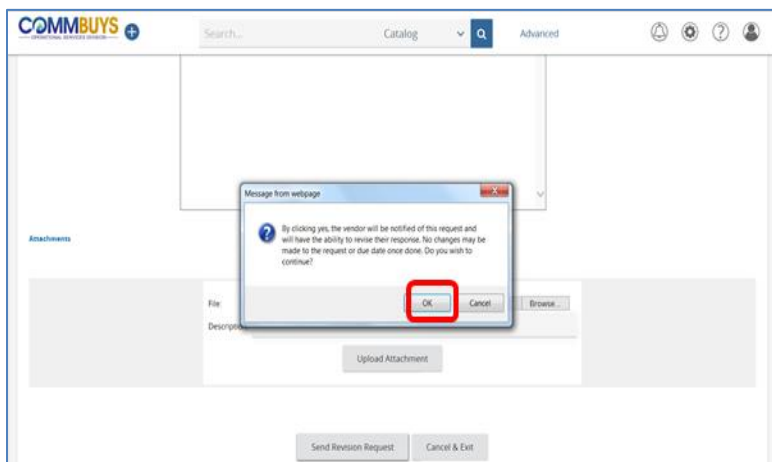 COMMBUYS
OPERATIONAL SERVICES DIVISION
Search...
Catalog
Advanced
Message from webpage
By clicking yes, the vendor will be notified of this request and
will have the ability to revise their response. No changes may be
made to the request or due date once done. Do you wish to
continue?
OK
Cancel
Attachments
File:
Browse...
Description:
Upload Attachment
Send Revision Request
Cancel & Exit